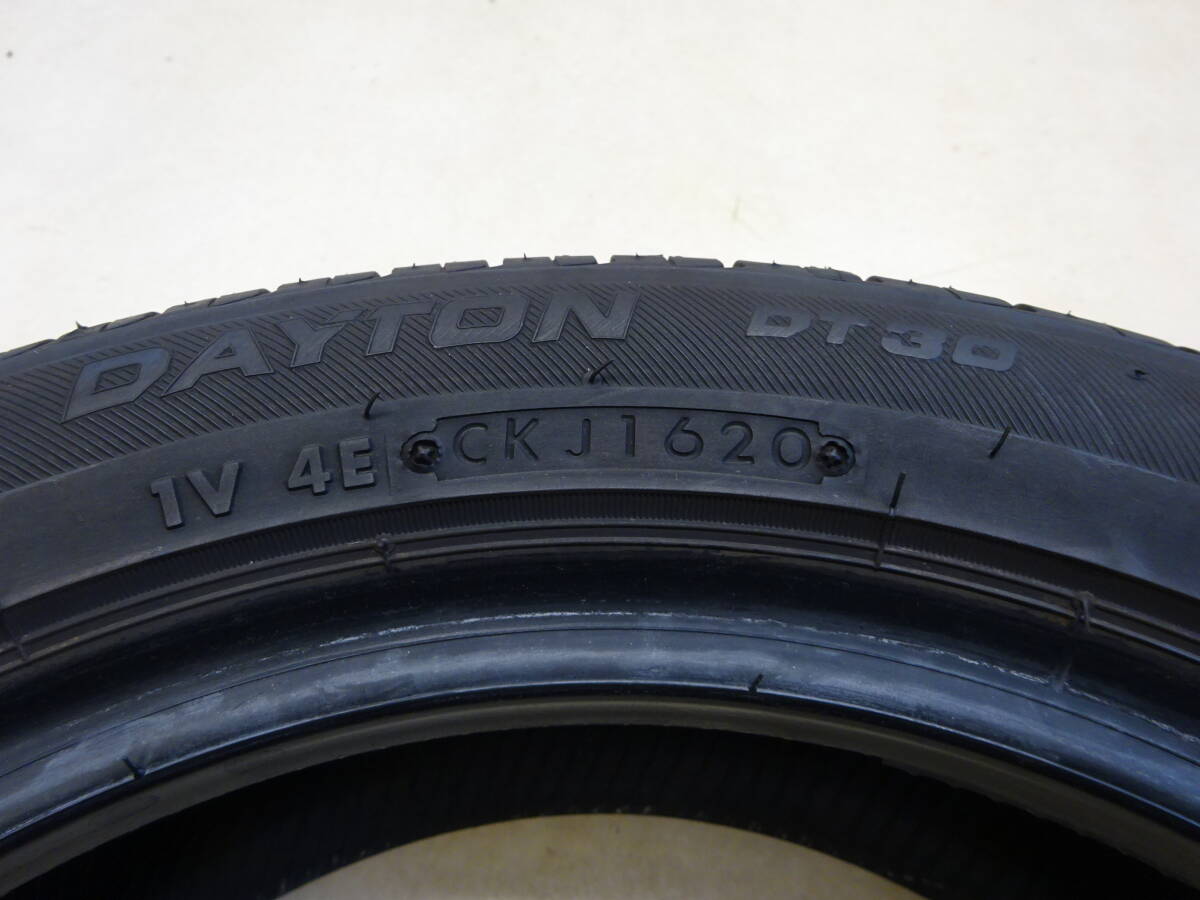 DAYTON DT30
1V 4E CKJ1620